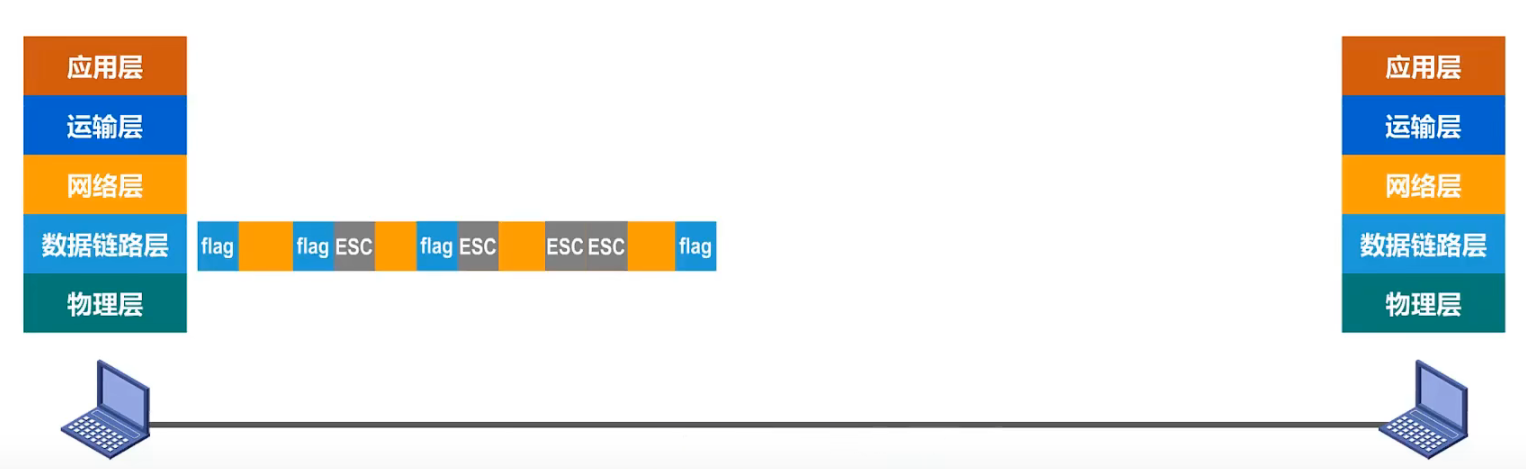 应用层
运输层
网络层
数据链路层
物理层
flag flag ESC flag ESC ESC ESC flag
应用层
运输层
网络层
数据链路层
物理层